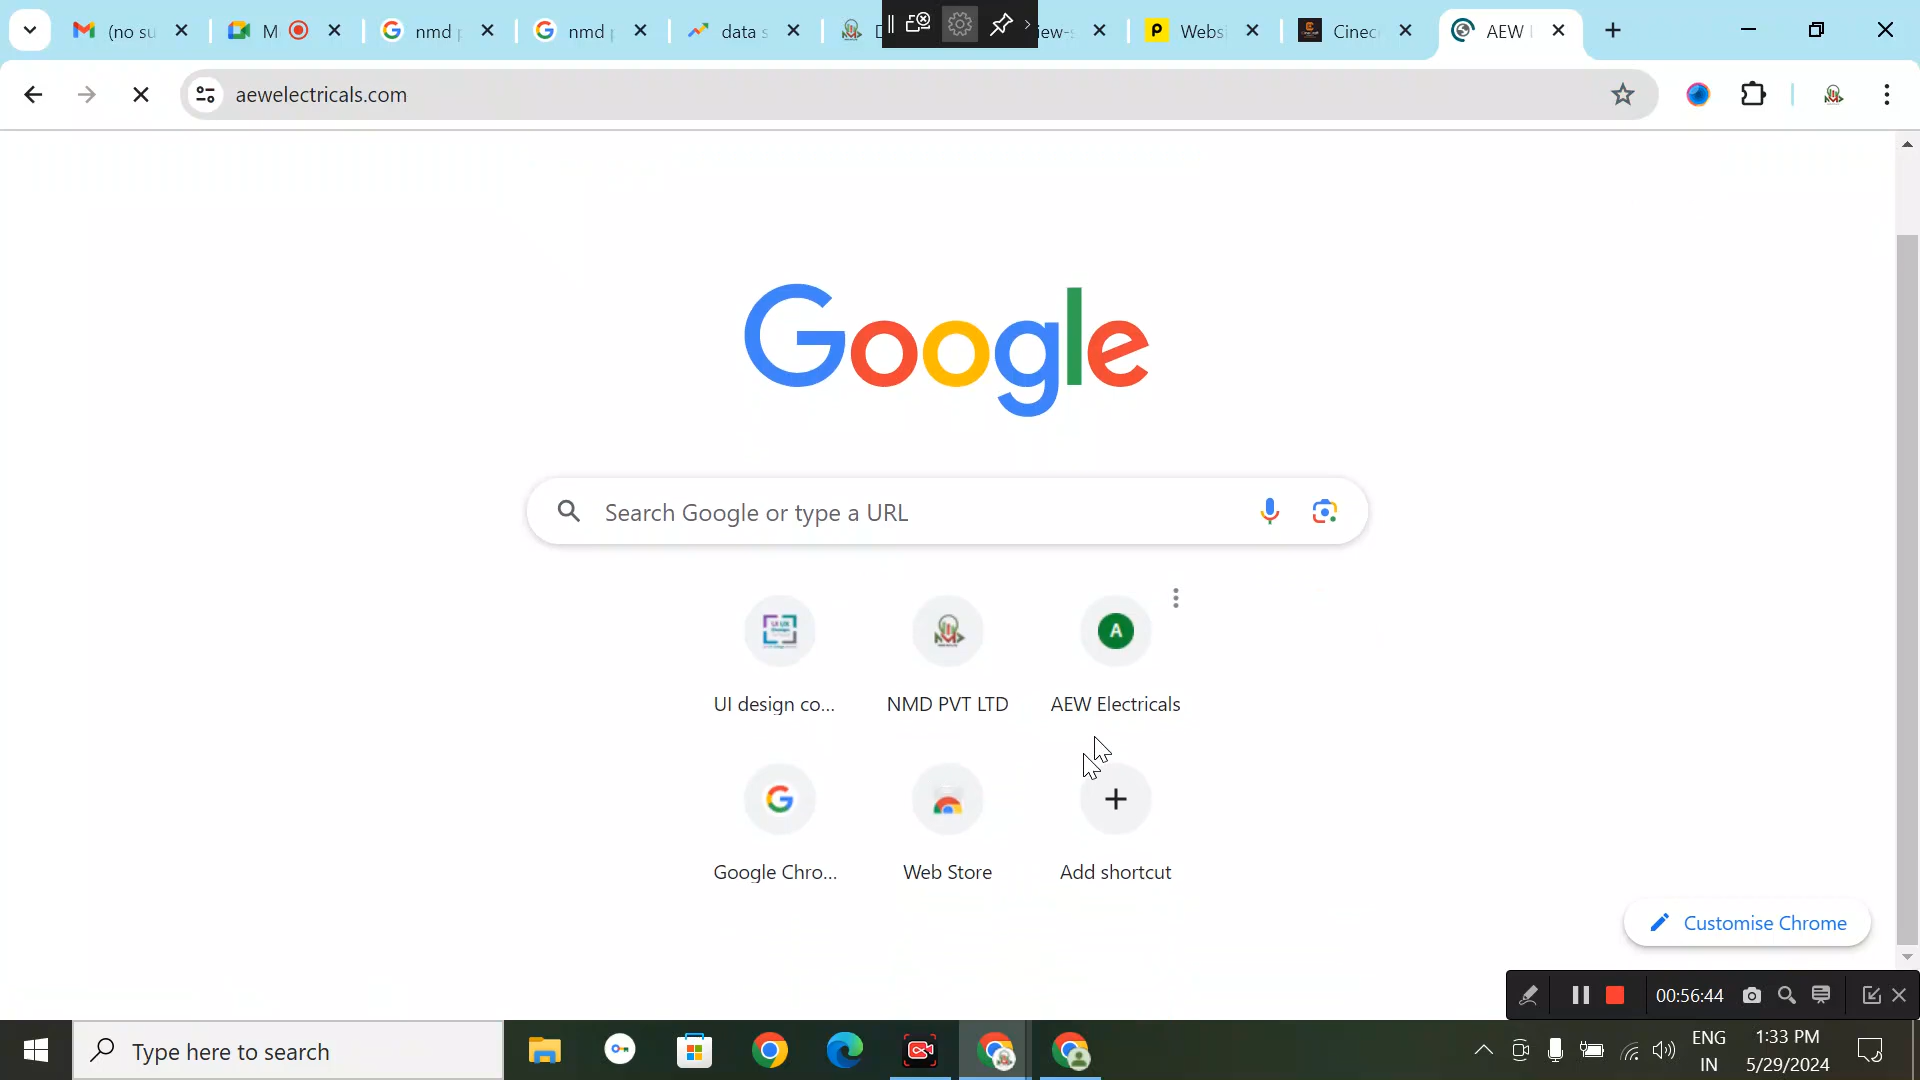 (no su
M
nmd p
nmd p
data s
iew-s
Websi
Cinec
AEW
aewelectricals.com
Google
Search Google or type a URL
A
UI design co...
NMD PVT LTD
AEW Electricals
Google Chro...
Web Store
Add shortcut
Customise Chrome
00:56:44
Type here to search
ENG
IN
1:33 PM
5/29/2024